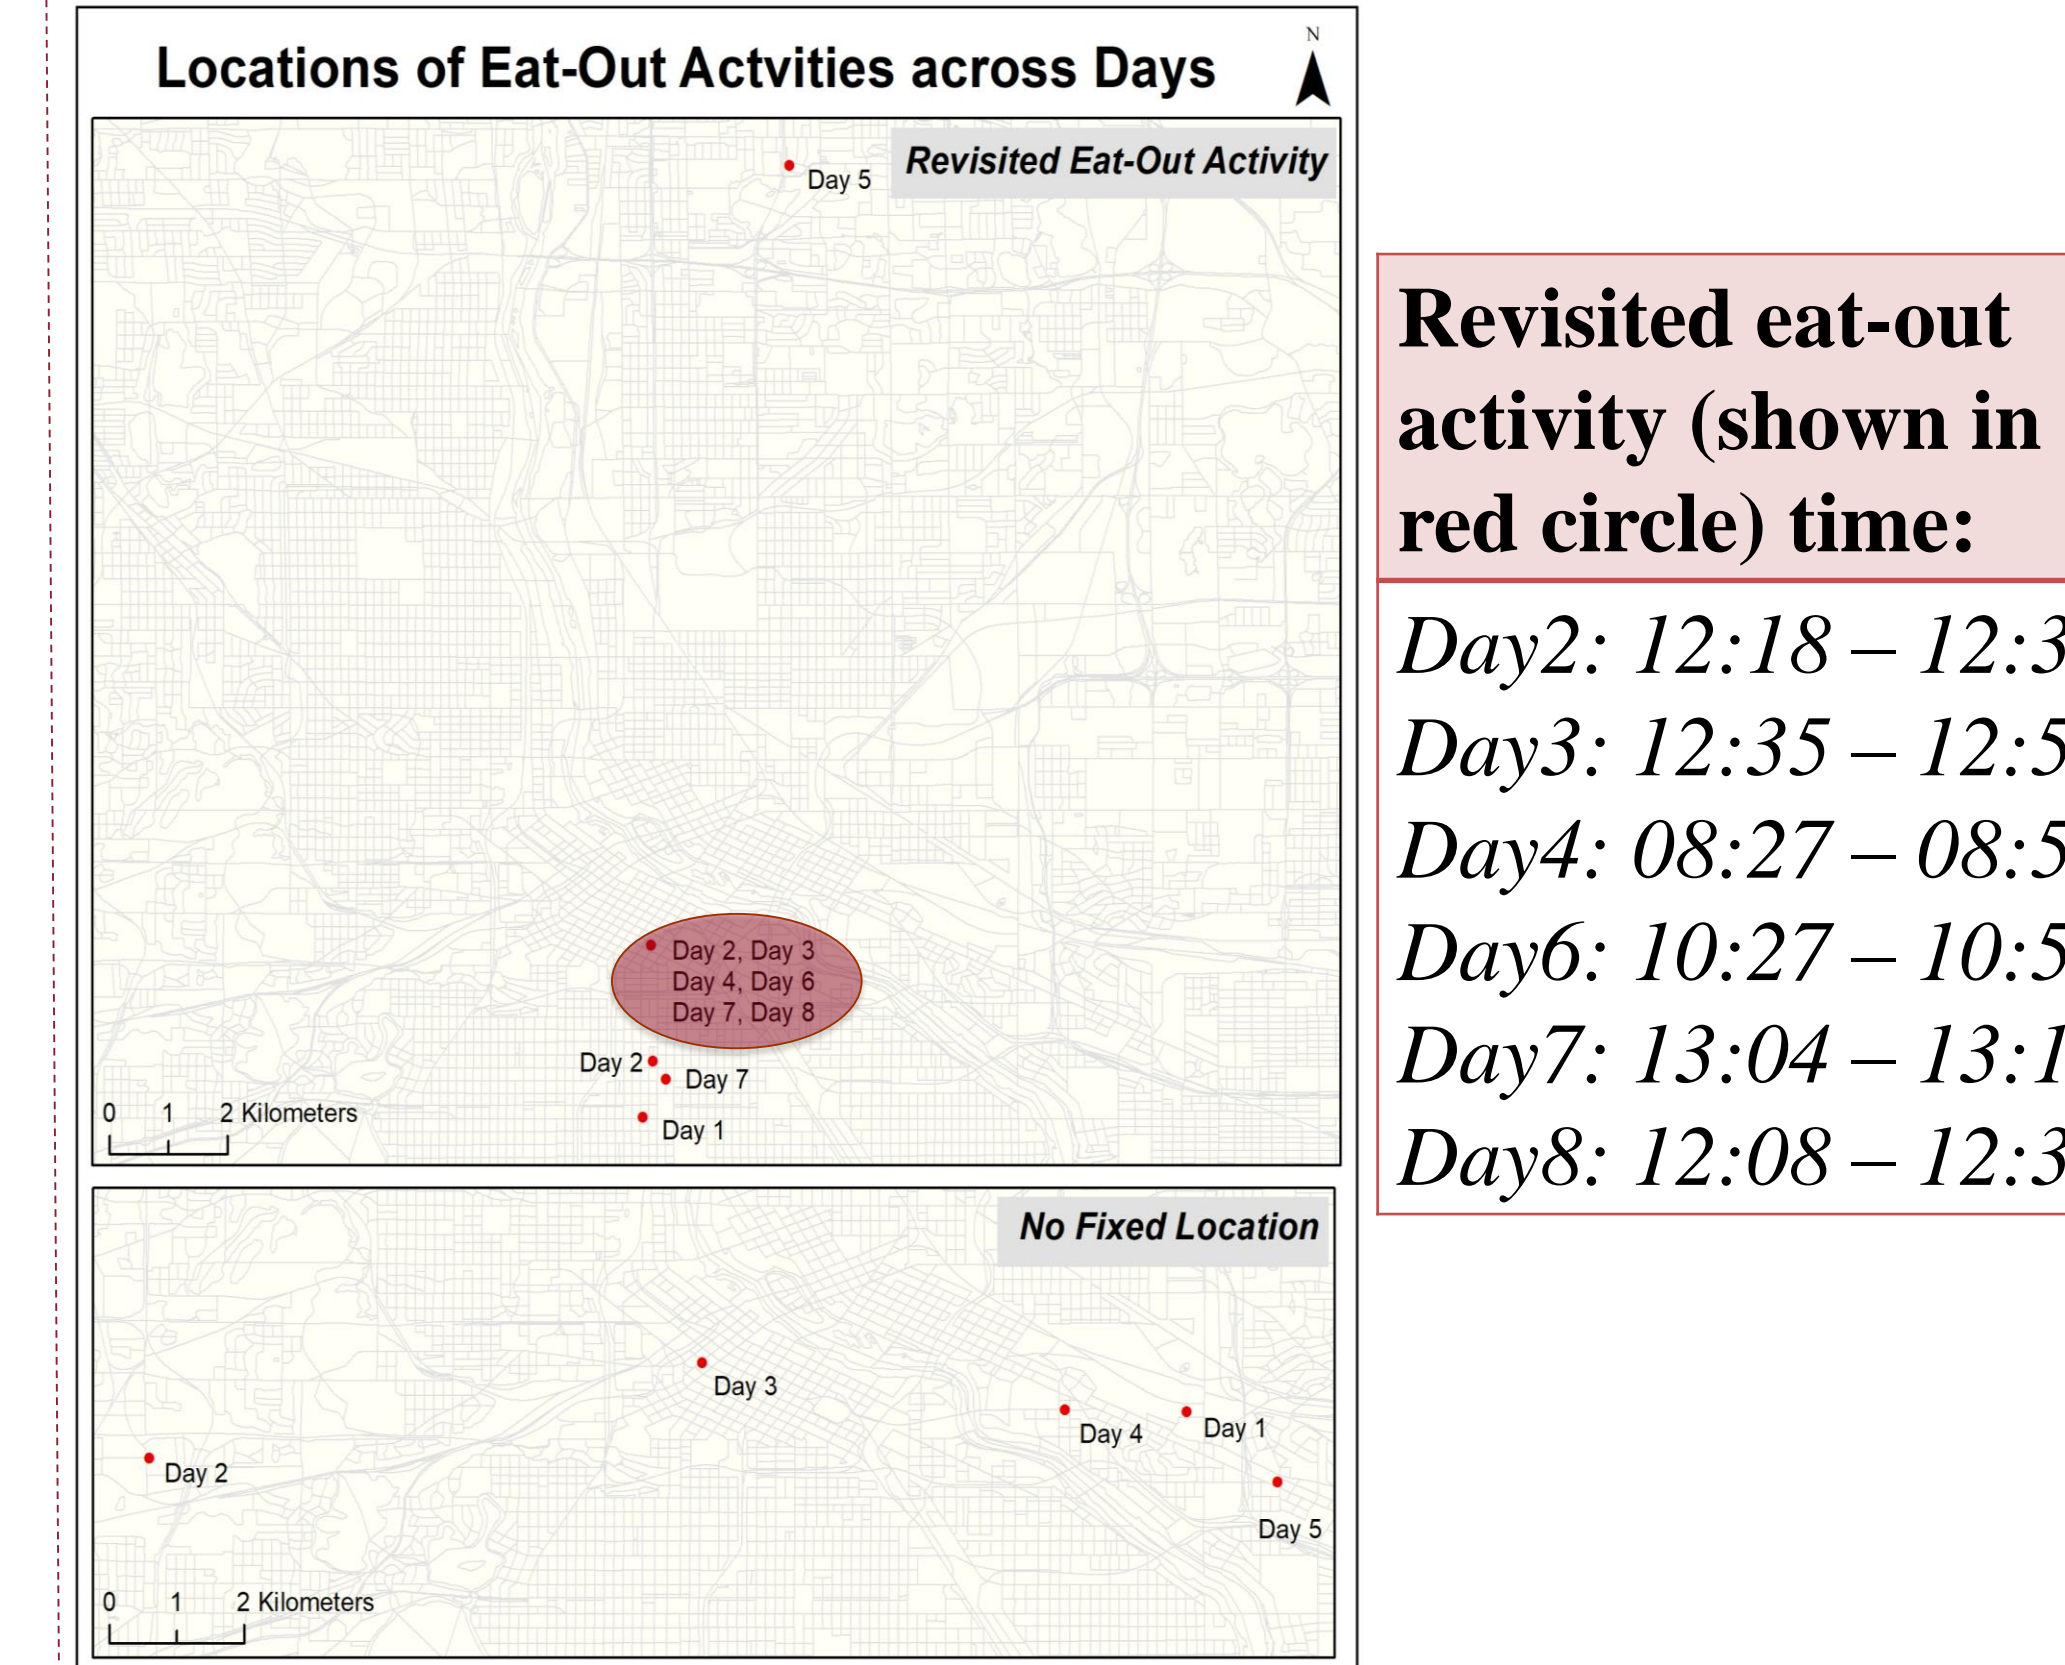 N
Locations of Eat-Out Actvities across Days
Revisited Eat-Out Activity
Day 5
Day 2, Day 3
Day 4, Day 6
Day 7, Day 8
Day 2
Day 7
Day 1
0 1 2 Kilometers
No Fixed Location
Day 3
Day 4
Day 1
Day 2
Day 5
0 1 2 Kilometers
Revisited eat-out
activity (shown in
red circle) time:
Day2: 12:18 –
Day3: 12:35 –
Day4: 08:27 –
Day6: 10:27 –
Day7: 13:04 –
Day8: 12:08 –